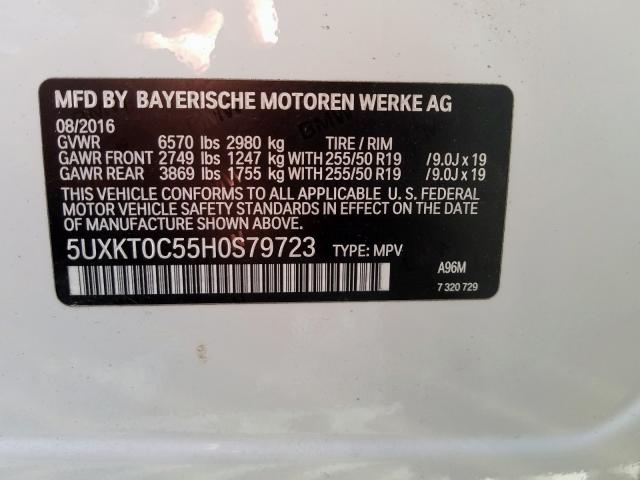 MFD BY BAYERISCHE MOTOREN WERKE AG
08/2016
GVWR 6570 lbs 2980 kg TIRE / RIM
GAWR FRONT 2749 lbs 1247 kg WITH 255/50 R19 /9.0J x 19
GAWR REAR 3869 lbs 1755 kg WITH 255/50 R19 /9.0J x 19
THIS VEHICLE CONFORMS TO ALL APPLICABLE U. S. FEDERAL
MOTOR VEHICLE SAFETY STANDARDS IN EFFECT ON THE DATE
OF MANUFACTURE SHOWN ABOVE.
5UXKT0C55H0S79723 TYPE: MPV
A96M
7 320 729